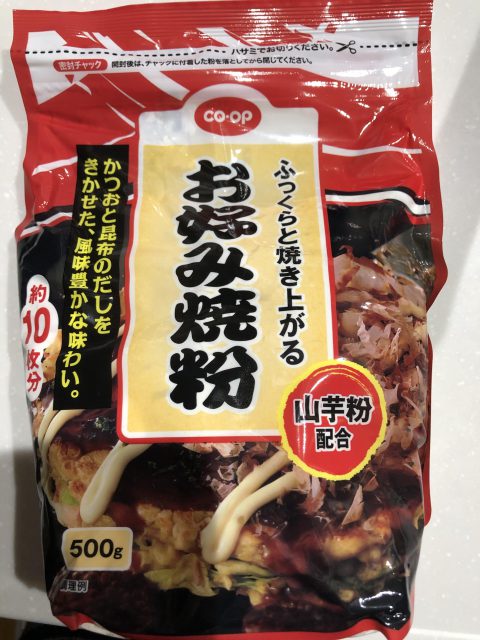 ハサミでお切りください。
密封チャック
開封後は、チャックに付着した粉を落としてから閉じてください。
CO·OP
ふっくらと焼き上がる
お好み焼粉
かつおと昆布のだしを
きかせた、風味豊かな味わい。
約
10
枚分
山芋粉
配合
500g
調理例